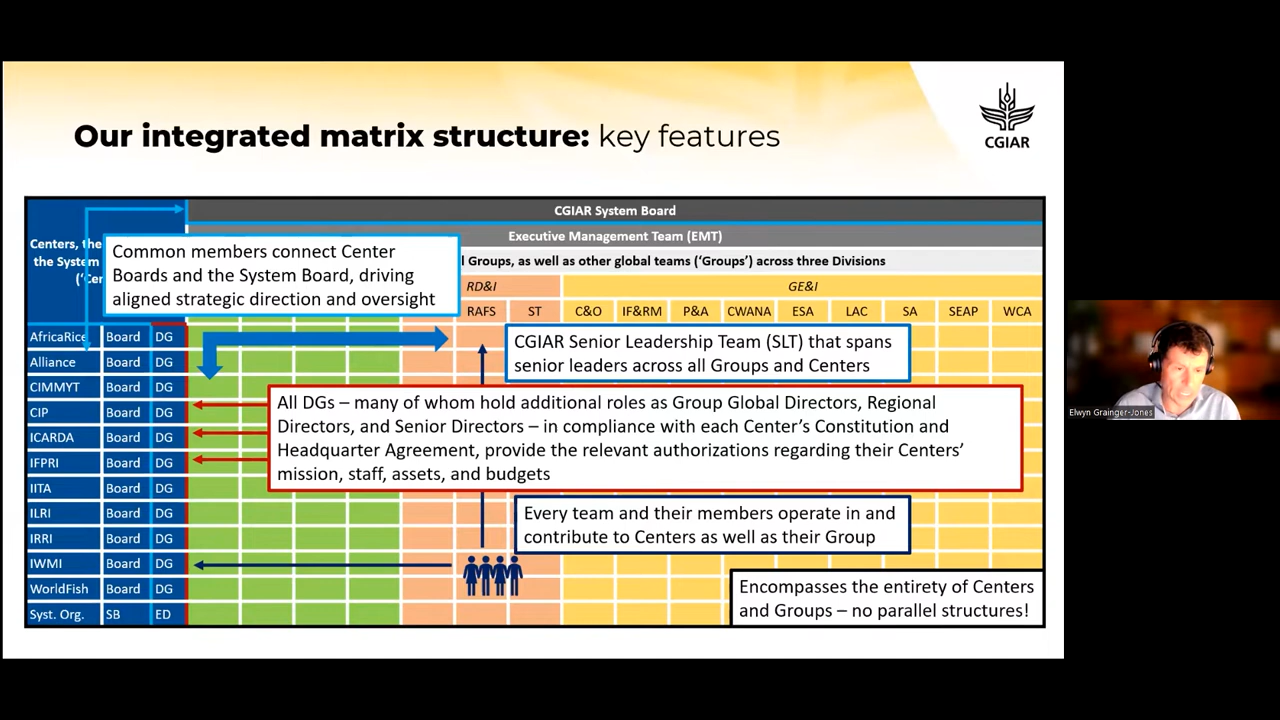 Our integrated matrix structure: key features
CGIAR
CGIAR System Board
Executive Management Team (EMT)
Centers, the
the System
Groups, as well as other global teams (‘Groups’) across three Divisions
Common members connect Center
Boards and the System Board, driving
aligned strategic direction and oversight
RD&I GE&I
RAFS ST C&O IF&RM P&A CWANA ESA LAC SA SEAP WCA
AfricaRice Board DG
Alliance Board DG
CIMMYT Board DG
CIP Board DG
ICARDA Board DG
IFPRI Board DG
IITA Board DG
ILRI Board DG
IRRI Board DG
IWMI Board DG
WorldFish Board DG
Syst. Org. SB ED
CGIAR Senior Leadership Team (SLT) that spans
senior leaders across all Groups and Centers
All DGs – many of whom hold additional roles as Group Global Directors, Regional
Directors, and Senior Directors – in compliance with each Center’s Constitution and
Headquarter Agreement, provide the relevant authorizations regarding their Centers’
mission, staff, assets, and budgets
Every team and their members operate in and
contribute to Centers as well as their Group
Encompasses the entirety of Centers
and Groups – no parallel structures!
Elwyn Grainger-Jones